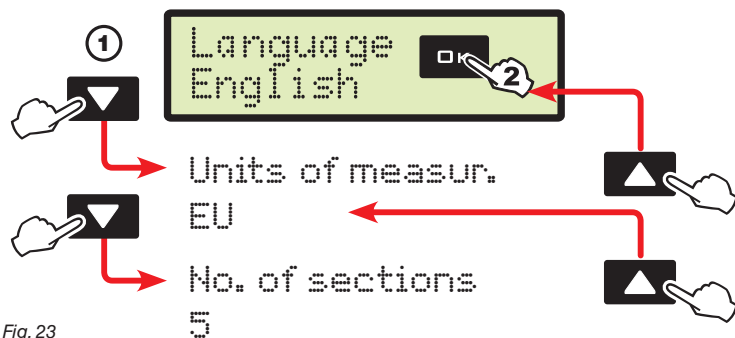 1
Language
English
OK
2
Units of measur.
EU
No. of sections
5
Fig. 23